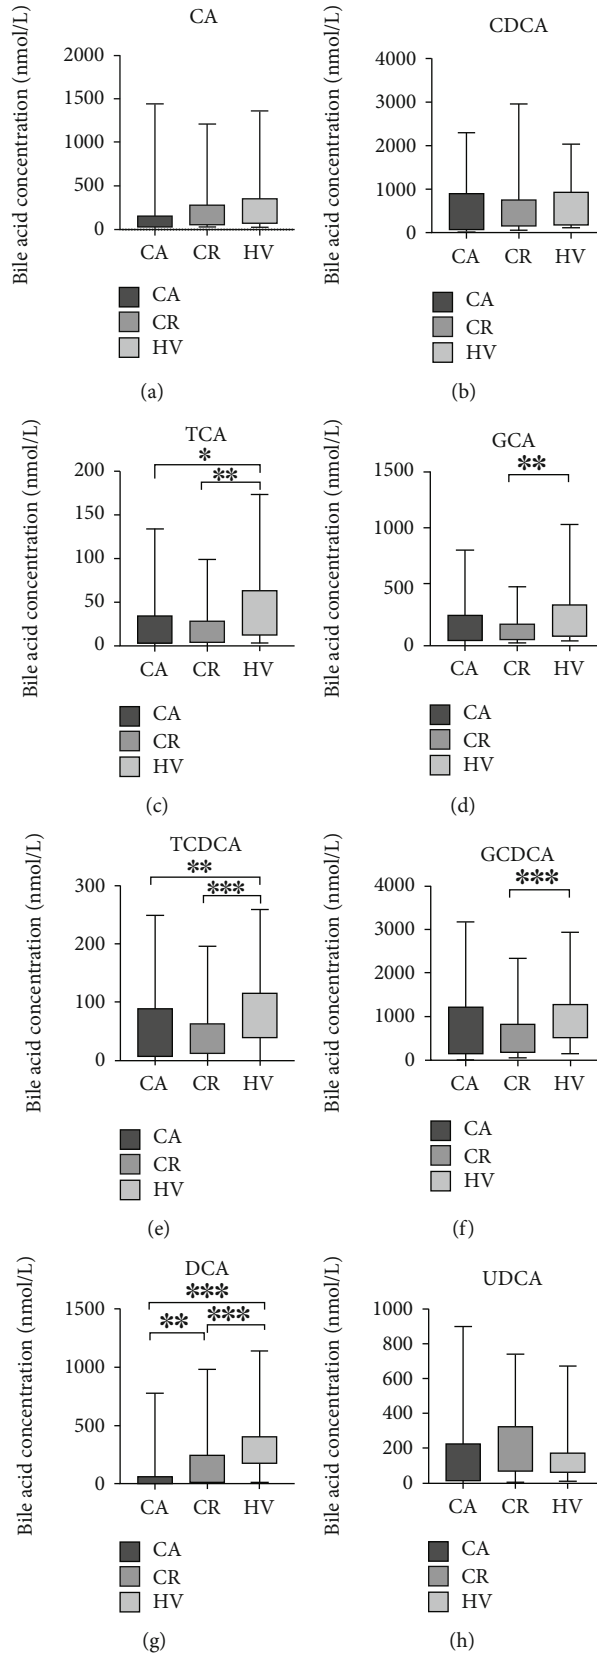 CA
Bile acid concentration (nmol/L)
2000
1500
1000
500
0
CA CR HV
CA
CR
HV
(a)
CDCA
Bile acid concentration (nmol/L)
4000
3000
2000
1000
0
CA CR HV
CA
CR
HV
(b)
TCA
Bile acid concentration (nmol/L)
200
150
100
50
0
*
**
CA CR HV
CA
CR
HV
(c)
GCA
Bile acid concentration (nmol/L)
1500
1000
500
0
**
CA CR HV
CA
CR
HV
(d)
TCDCA
Bile acid concentration (nmol/L)
300
200
100
0
**
***
CA CR HV
CA
CR
HV
(e)
GCDCA
Bile acid concentration (nmol/L)
4000
3000
2000
1000
0
***
CA CR HV
CA
CR
HV
(f)
DCA
Bile acid concentration (nmol/L)
1500
1000
500
0
***
** ***
CA CR HV
CA
CR
HV
(g)
UDCA
Bile acid concentration (nmol/L)
1000
800
600
400
200
0
CA CR HV
CA
CR
HV
(h)